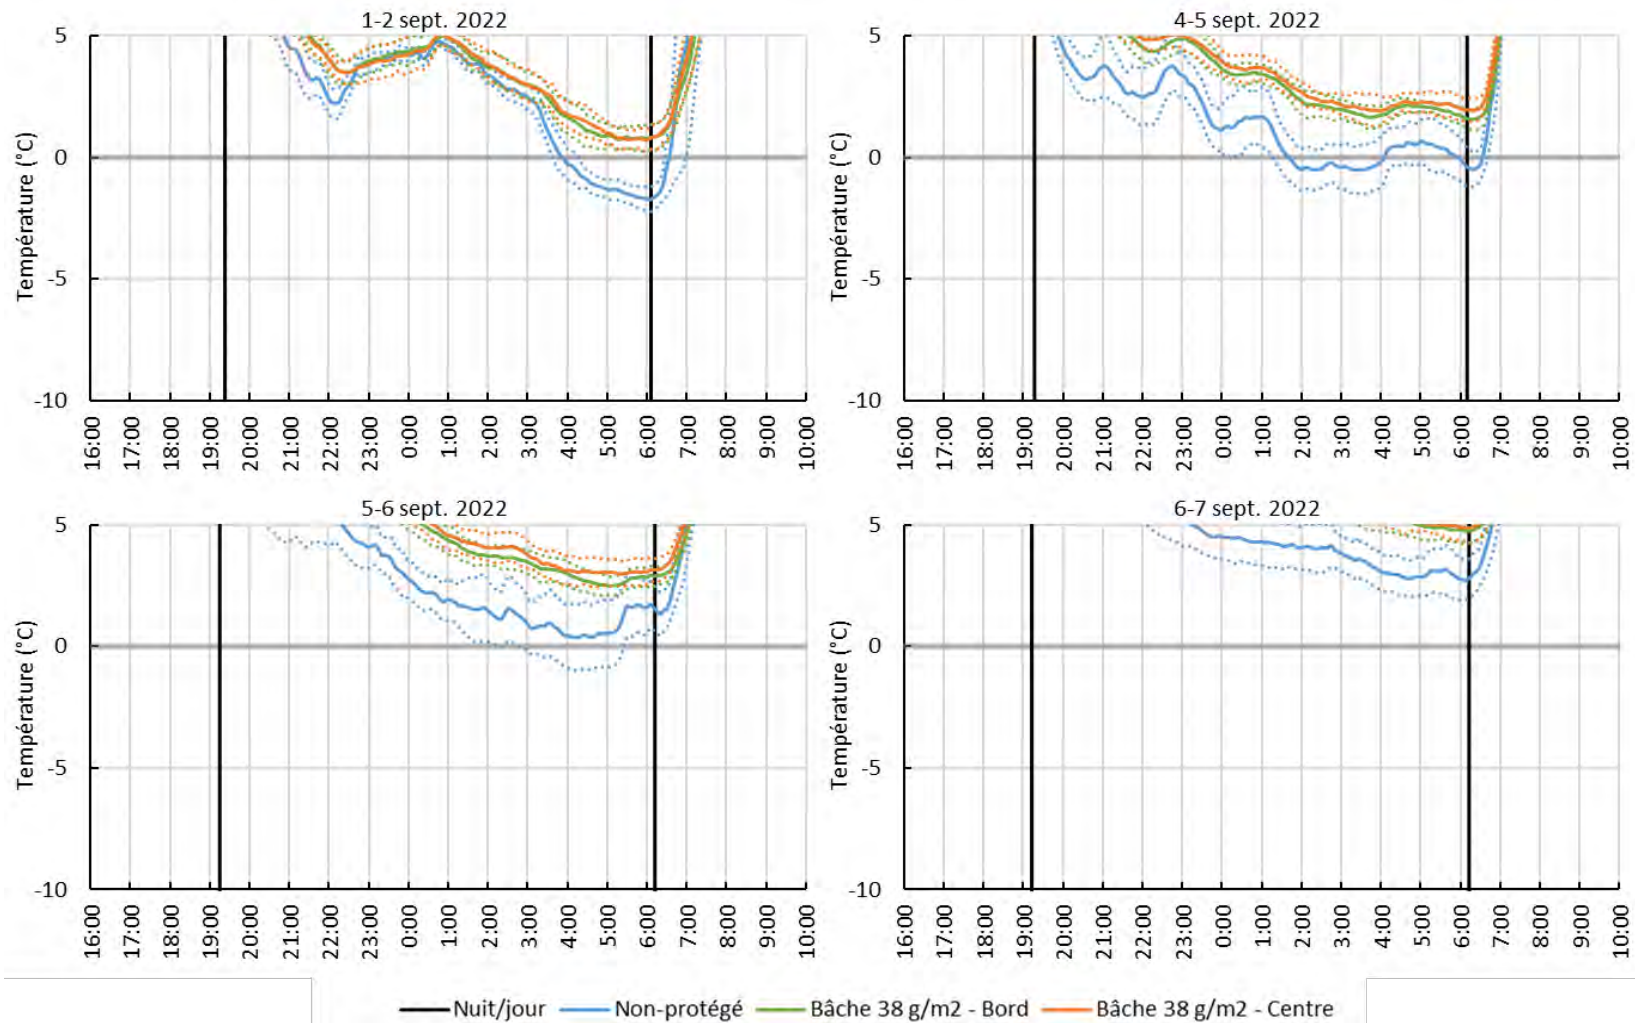 1-2 sept. 2022
Température (°C)
5
0
-5
-10
16:00 17:00 18:00 19:00 20:00 21:00 22:00 23:00 0:00 1:00 2:00 3:00 4:00 5:00 6:00 7:00 8:00 9:00 10:00
4-5 sept. 2022
Température (°C)
5
0
-5
-10
16:00 17:00 18:00 19:00 20:00 21:00 22:00 23:00 0:00 1:00 2:00 3:00 4:00 5:00 6:00 7:00 8:00 9:00 10:00
5-6 sept. 2022
Température (°C)
5
0
-5
-10
16:00 17:00 18:00 19:00 20:00 21:00 22:00 23:00 0:00 1:00 2:00 3:00 4:00 5:00 6:00 7:00 8:00 9:00 10:00
6-7 sept. 2022
Température (°C)
5
0
-5
-10
16:00 17:00 18:00 19:00 20:00 21:00 22:00 23:00 0:00 1:00 2:00 3:00 4:00 5:00 6:00 7:00 8:00 9:00 10:00
Nuit/jour Non-protégé Bâche 38 g/m2 - Bord Bâche 38 g/m2 - Centre